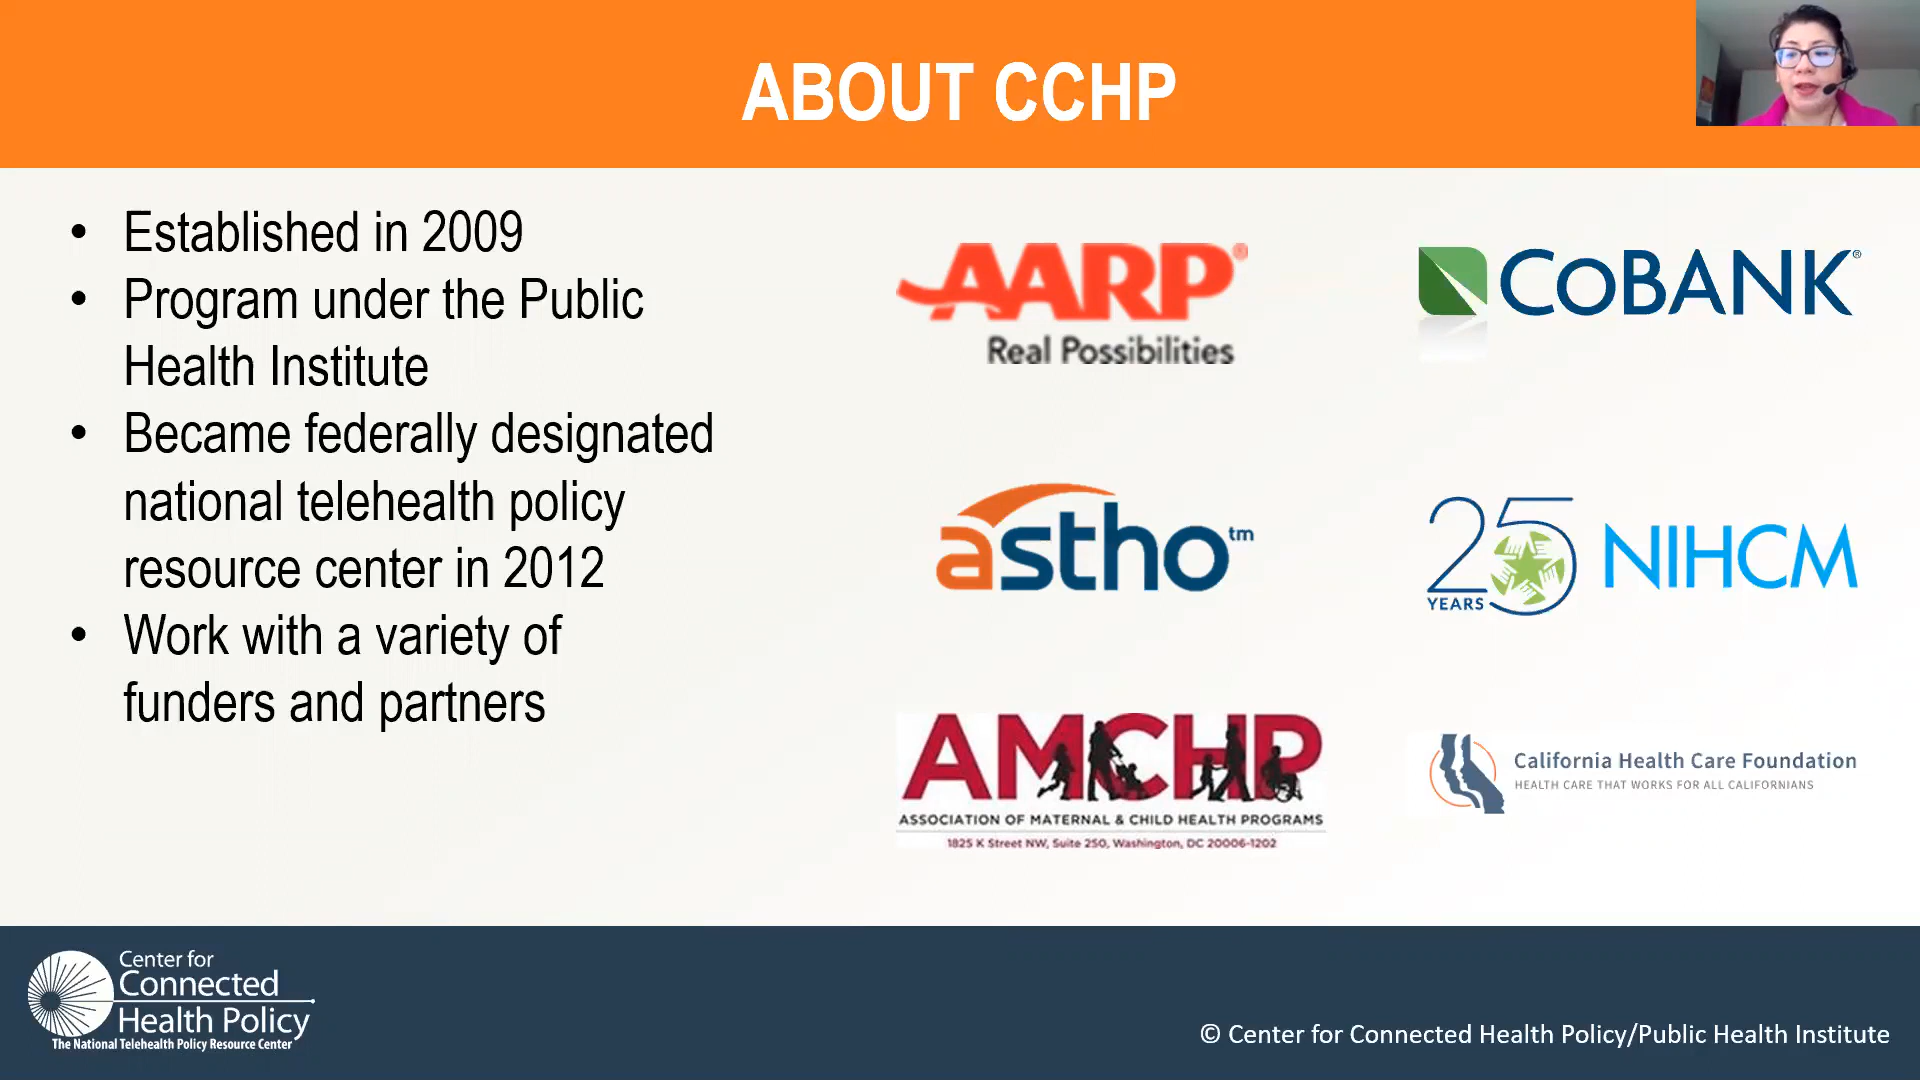 ABOUT CCHP
• Established in 2009
• Program under the Public
Health Institute
• Became federally designated
national telehealth policy
resource center in 2012
• Work with a variety of
funders and partners
AARP®
Real Possibilities
COBANK®
astho™
25 YEARS
NIHCM
AMCHP
ASSOCIATION OF MATERNAL & CHILD HEALTH PROGRAMS
1825 K Street NW, Suite 250, Washington, DC 20006-1202
California Health Care Foundation
HEALTH CARE THAT WORKS FOR ALL CALIFORNIANS
Center for
Connected
Health Policy
The National Telehealth Policy Resource Center
© Center for Connected Health Policy/Public Health Institute